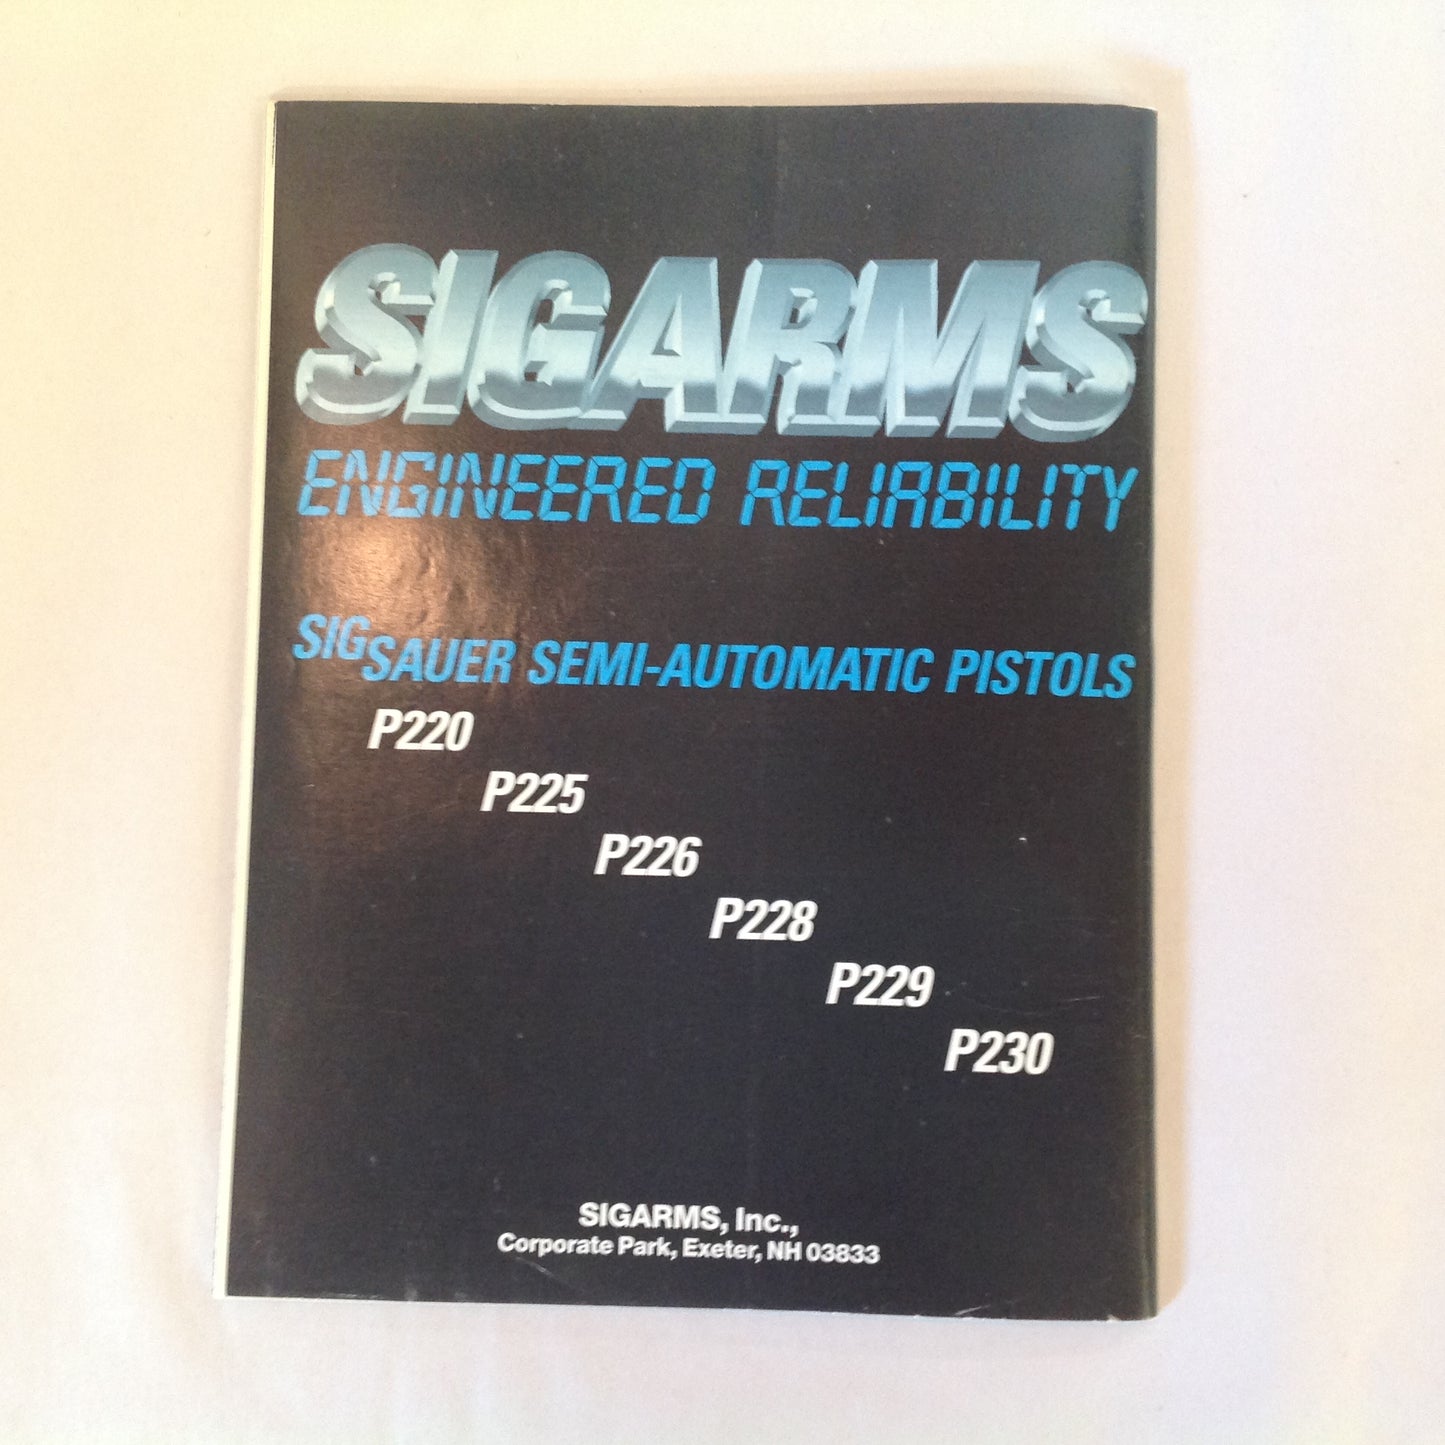 SIGARMS
ENGINEERED RELIABILITY
SIG SAUER SEMI-AUTOMATIC PISTOLS
P220
P225
P226
P228
P229
P230
SIGARMS, Inc.,
Corporate Park, Exeter, NH 03833